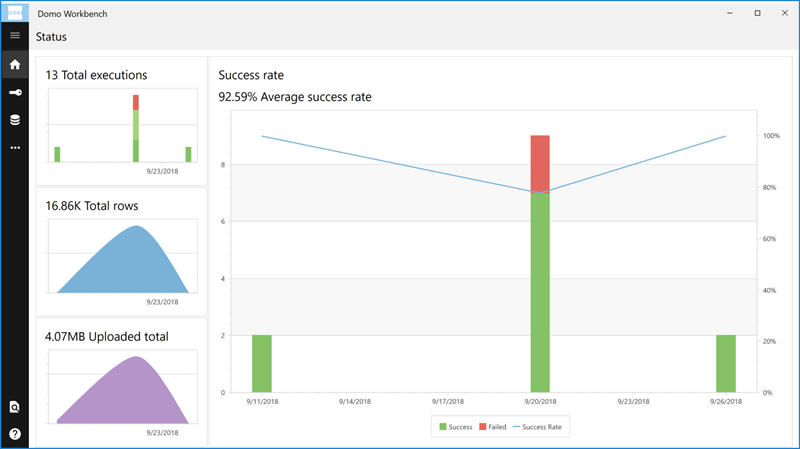 DOMO
Domo Workbench
Status
13 Total executions
9/23/2018
16.86K Total rows
9/23/2018
4.07MB Uploaded total
9/23/2018
Success rate
92.59% Average success rate
8
6
4
2
0
100%
80%
60%
40%
20%
0%
9/11/2018 9/14/2018 9/17/2018 9/20/2018 9/23/2018 9/26/2018
Success Failed Success Rate